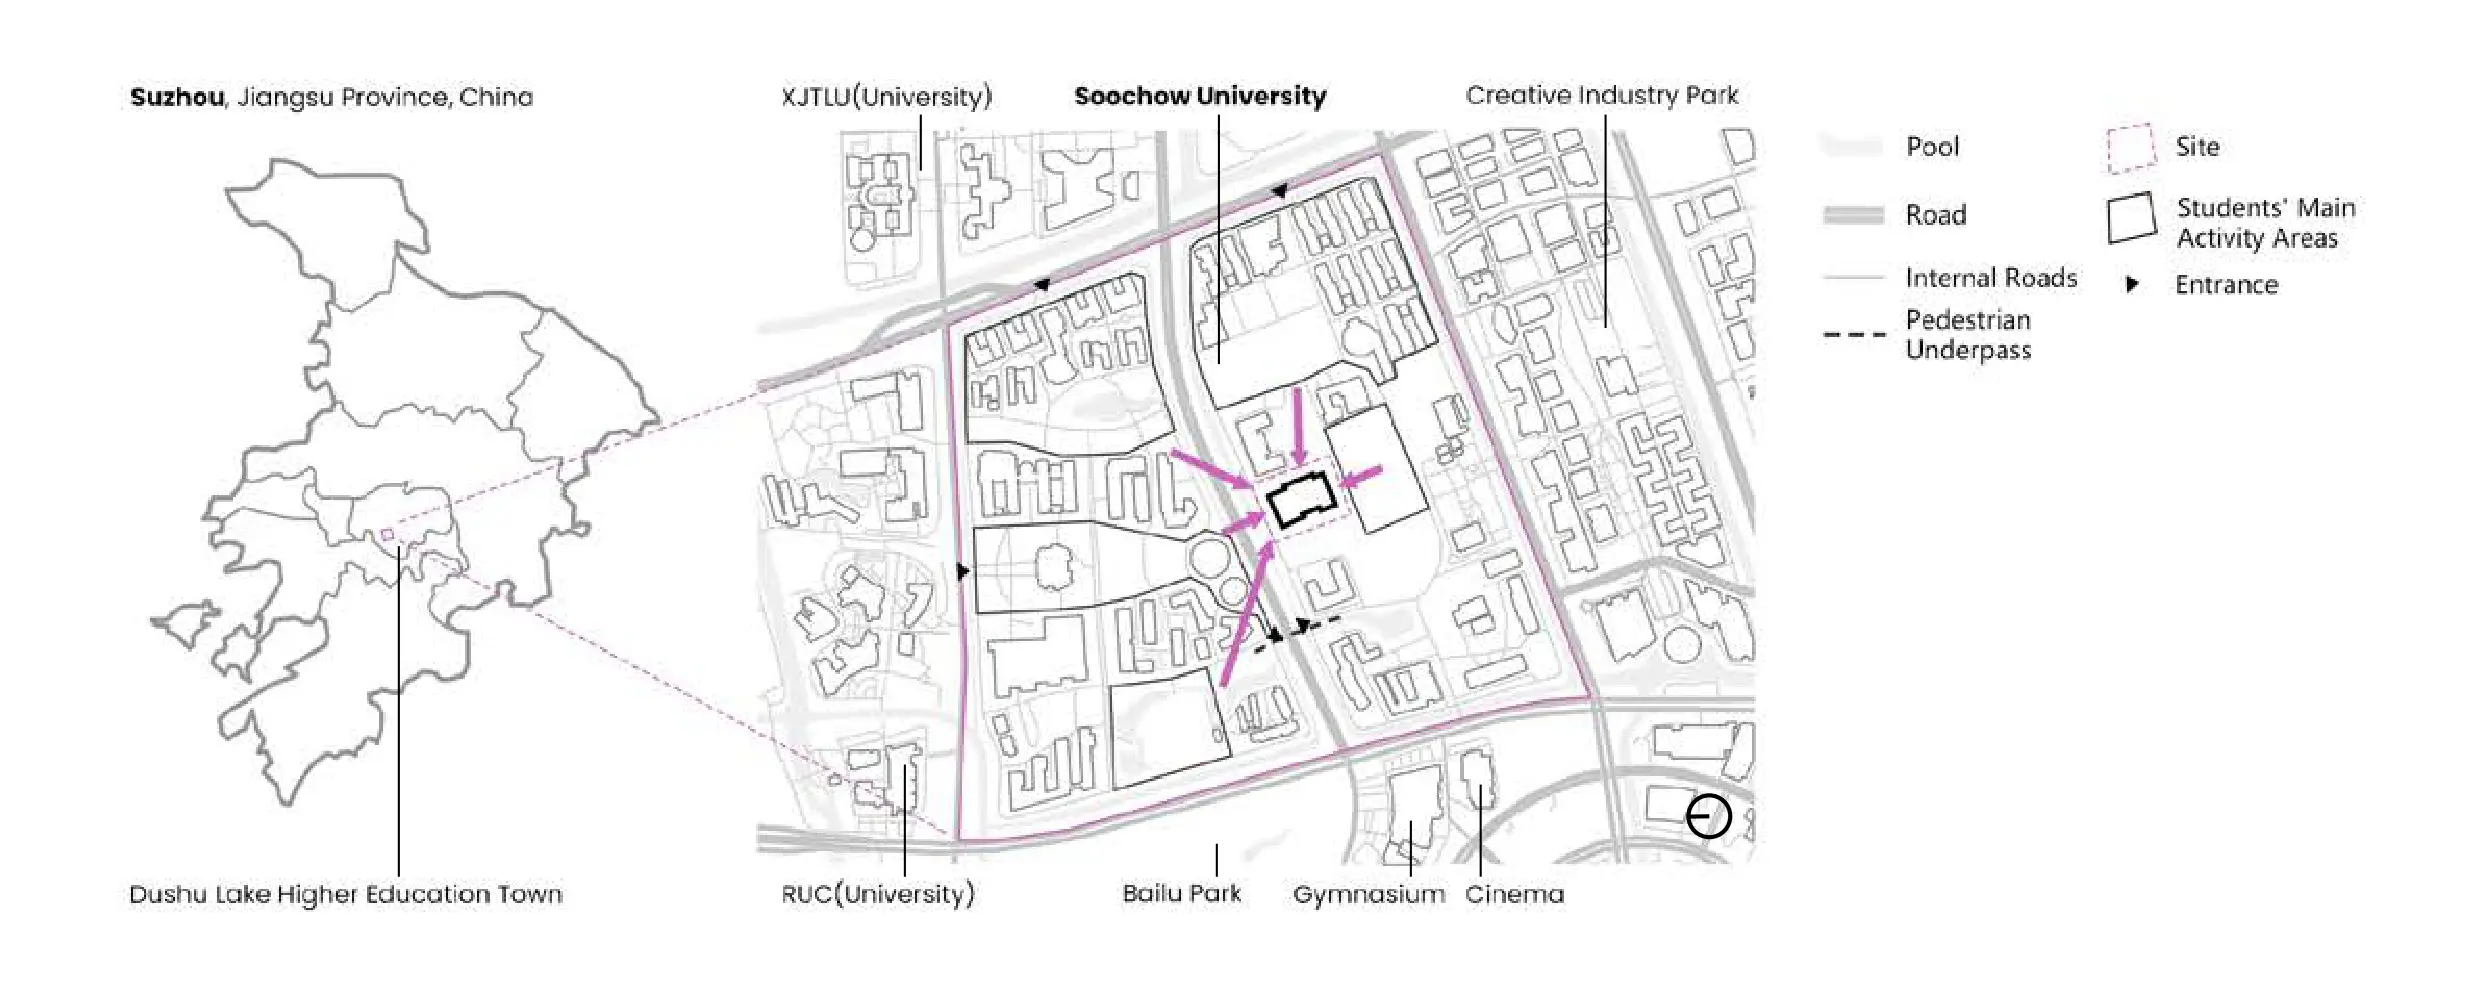 Suzhou, Jiangsu Province, China
XJTLU(University)
Soochow University
Creative Industry Park
Dushu Lake Higher Education Town
RUC(University)
Bailu Park
Gymnasium
Cinema
Pool
Road
Internal Roads
Pedestrian
Underpass
Site
Students' Main
Activity Areas
Entrance